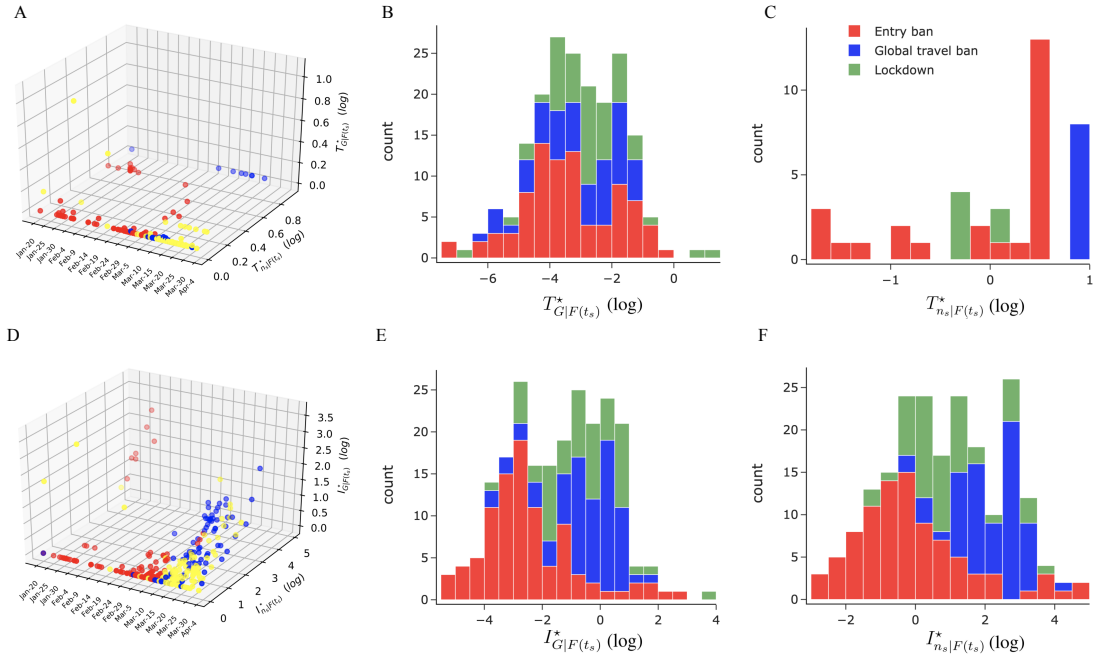 A
1.0
0.8
0.6
0.4
0.2
0.0
T⋆G|F(ts) (log)
0.8
0.6
0.4
0.2
0.0
T⋆ns|F(ts) (log)
Jan-20
Jan-25
Jan-30
Feb-4
Feb-9
Feb-14
Feb-19
Feb-24
Feb-29
Mar-5
Mar-10
Mar-15
Mar-20
Mar-25
Mar-30
Apr-4
B
25
20
15
10
5
0
count
−6
−4
−2
0
T⋆G|F(ts) (log)
C
Entry ban
Global travel ban
Lockdown
10
5
0
count
-1
0
1
T⋆ns|F(ts) (log)
D
3.5
3.0
2.5
2.0
1.5
1.0
0.5
0.0
I⋆G|F(ts) (log)
5
4
3
2
1
0
I⋆ns|F(ts) (log)
Jan-20
Jan-25
Jan-30
Feb-4
Feb-9
Feb-14
Feb-19
Feb-24
Feb-29
Mar-5
Mar-10
Mar-15
Mar-20
Mar-25
Mar-30
Apr-4
E
25
20
15
10
5
0
count
−4
−2
0
2
4
I⋆G|F(ts) (log)
F
25
20
15
10
5
0
count
−2
0
2
4
I⋆ns|F(ts) (log)